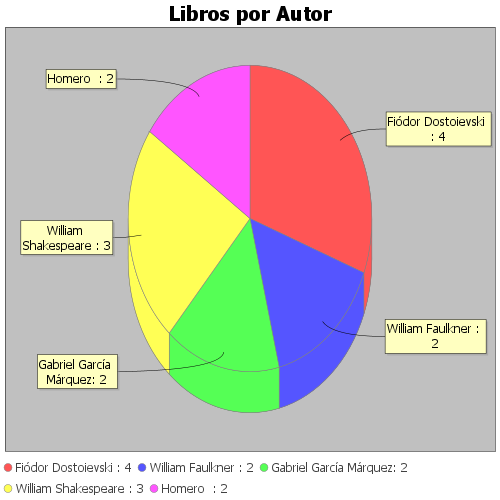 Libros por Autor
Homero : 2
Fiódor Dostoievski
: 4
William
Shakespeare : 3
William Faulkner :
2
Gabriel García
Márquez: 2
Fiódor Dostoievski : 4 William Faulkner : 2 Gabriel García Márquez: 2
William Shakespeare : 3 Homero : 2